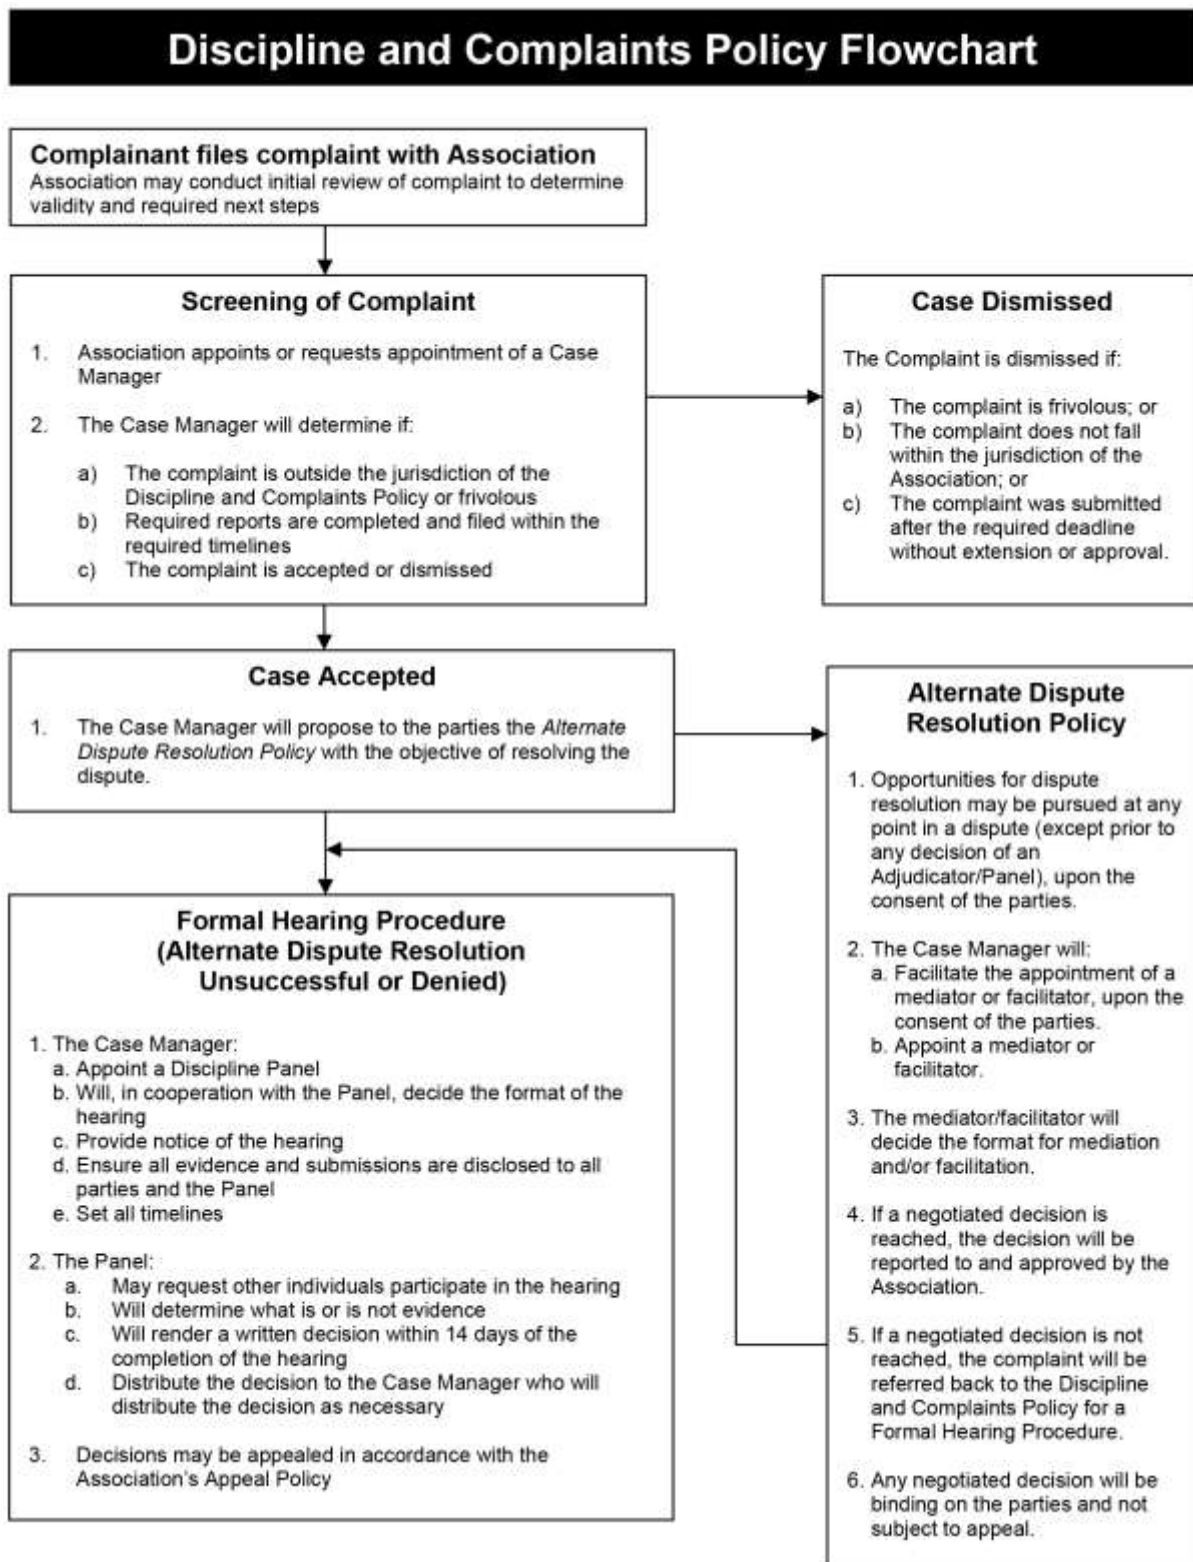 Discipline and Complaints Policy Flowchart
Complainant files complaint with Association
Association may conduct initial review of complaint to determine
validity and required next steps
Screening of Complaint
1. Association appoints or requests appointment of a Case
Manager
2. The Case Manager will determine if:
a) The complaint is outside the jurisdiction of the
Discipline and Complaints Policy or frivolous
b) Required reports are completed and filed within the
required timelines
c) The complaint is accepted or dismissed
Case Dismissed
The Complaint is dismissed if:
a) The complaint is frivolous; or
b) The complaint does not fall
within the jurisdiction of the
Association; or
c) The complaint was submitted
after the required deadline
without extension or approval.
Case Accepted
1. The Case Manager will propose to the parties the Alternate
Dispute Resolution Policy with the objective of resolving the
dispute.
Alternate Dispute
Resolution Policy
1. Opportunities for dispute
resolution may be pursued at any
point in a dispute (except prior to
any decision of an
Adjudicator/Panel), upon the
consent of the parties.
2. The Case Manager will:
a. Facilitate the appointment of a
mediator or facilitator, upon the
consent of the parties.
b. Appoint a mediator or
facilitator.
3. The mediator/facilitator will
decide the format for mediation
and/or facilitation.
4. If a negotiated decision is
reached, the decision will be
reported to and approved by the
Association.
5. If a negotiated decision is not
reached, the complaint will be
referred back to the Discipline
and Complaints Policy for a
Formal Hearing Procedure.
6. Any negotiated decision will be
binding on the parties and not
subject to appeal.
Formal Hearing Procedure
(Alternate Dispute Resolution
Unsuccessful or Denied)
1. The Case Manager:
a. Appoint a Discipline Panel
b. Will, in cooperation with the Panel, decide the format of the
hearing
c. Provide notice of the hearing
d. Ensure all evidence and submissions are disclosed to all
parties and the Panel
e. Set all timelines
2. The Panel:
a. May request other individuals participate in the hearing
b. Will determine what is or is not evidence
c. Will render a written decision within 14 days of the
completion of the hearing
d. Distribute the decision to the Case Manager who will
distribute the decision as necessary
3. Decisions may be appealed in accordance with the
Association's Appeal Policy